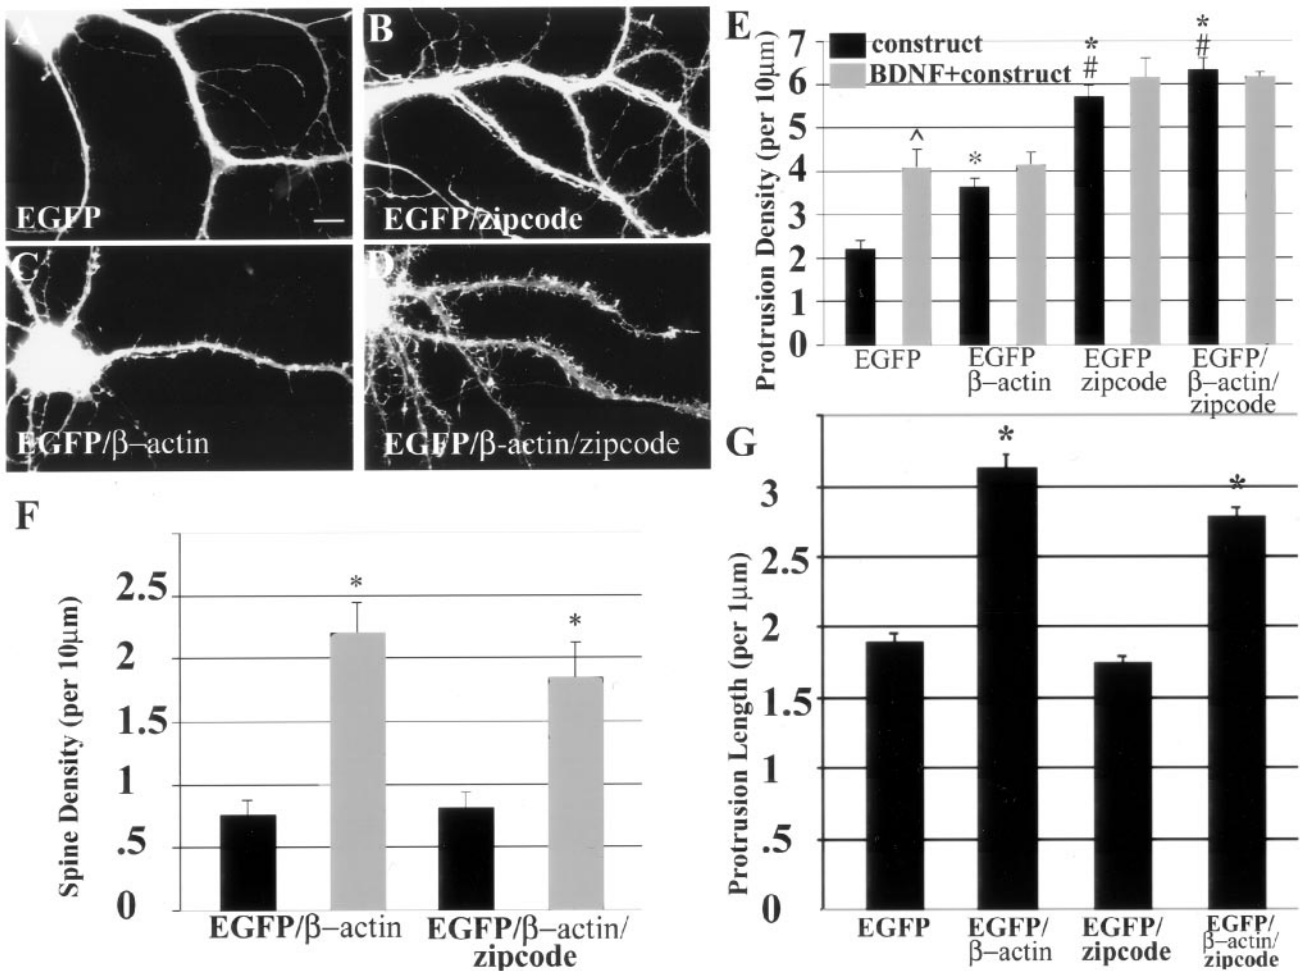 A
EGFP
B
EGFP/zipcode
C
EGFP/β–actin
D
EGFP/β-actin/zipcode
E
Protrusion Density (per 10μm)
7
6
5
4
3
2
1
0
construct
BDNF+construct
^
*
*
#
*
#
EGFP
EGFP
β–actin
EGFP
zipcode
EGFP/
β–actin/
zipcode
F
Spine Density (per 10μm)
2.5
2
1.5
1
.5
0
*
*
EGFP/β–actin
EGFP/β–actin/
zipcode
G
Protrusion Length (per 1μm)
3
2.5
2
1.5
1
.5
0
*
*
EGFP
EGFP/
β–actin
EGFP/
zipcode
EGFP/
β–actin/
zipcode